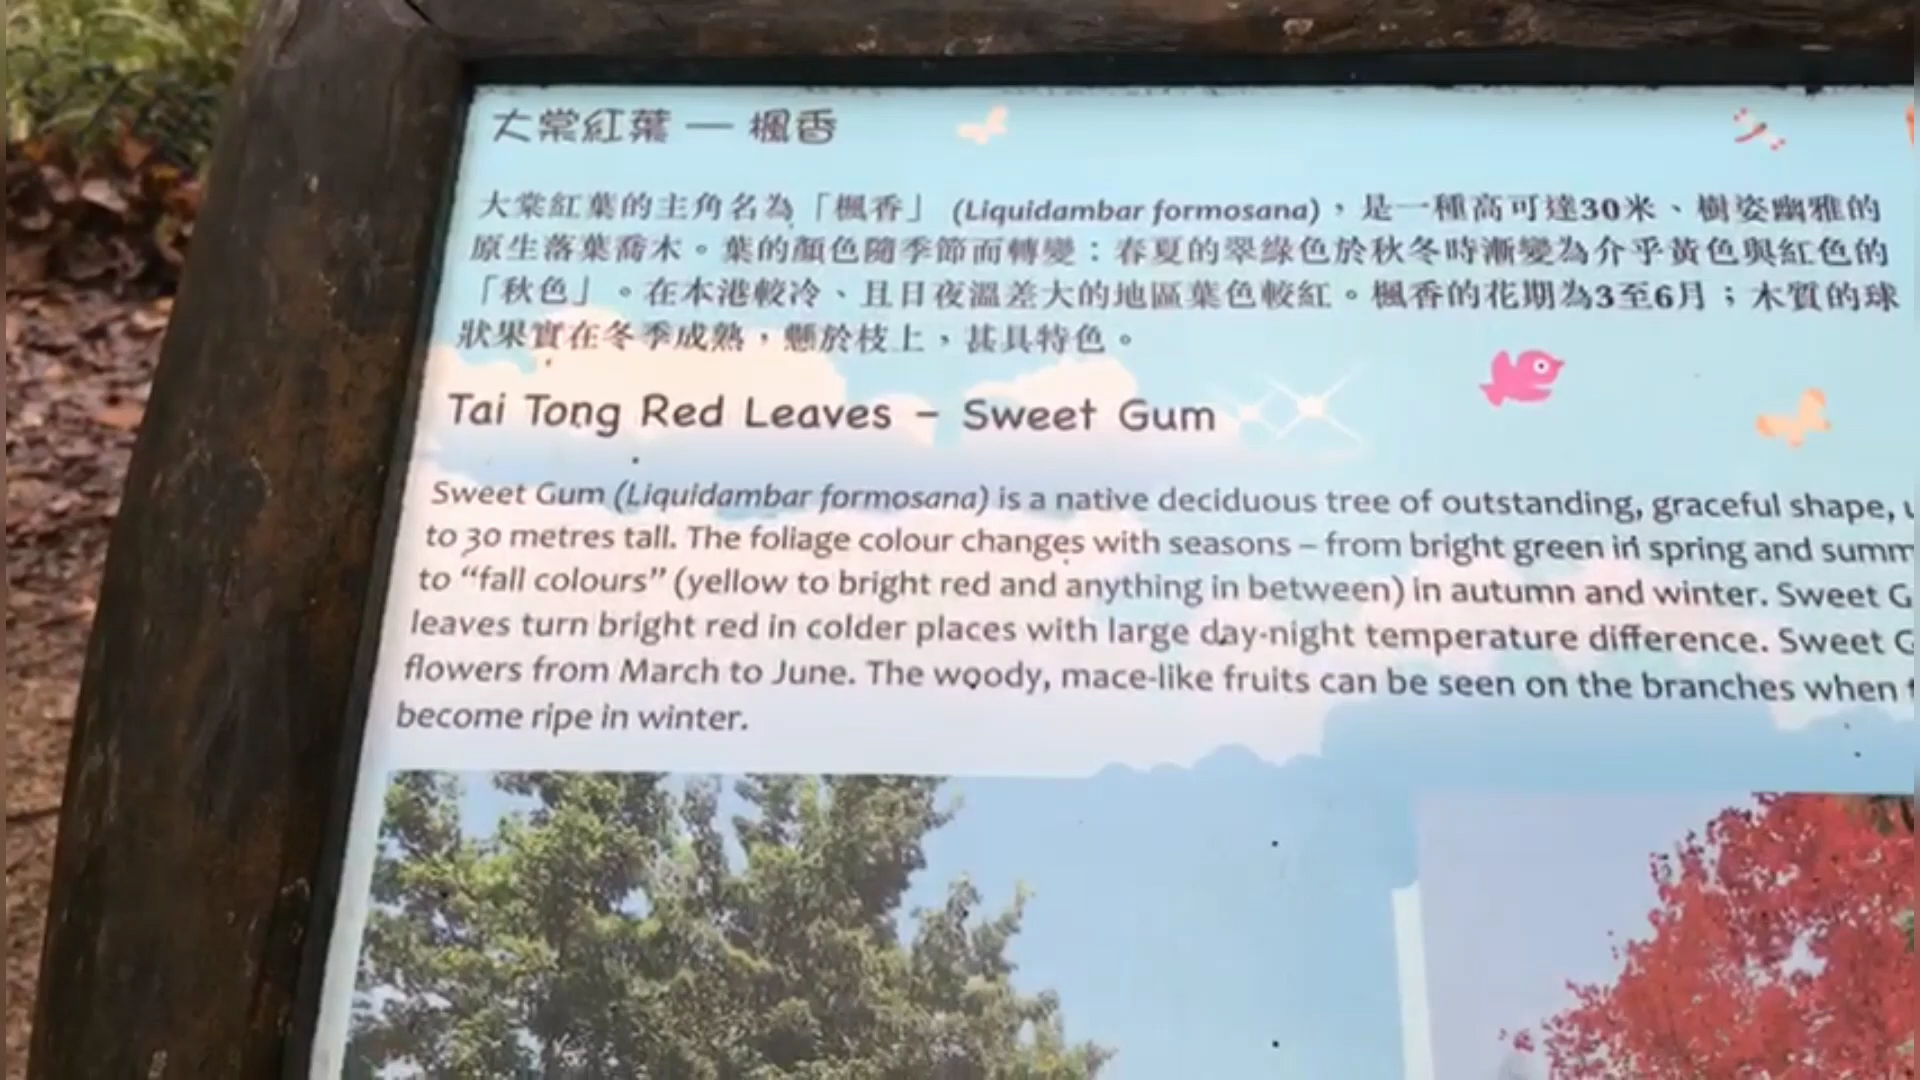 大棠紅葉 — 楓香
大棠紅葉的主角名為「楓香」 (Liquidambar formosana)，是一種高可達30米、樹姿幽雅的
原生落葉喬木。葉的顏色隨季節而轉變：春夏的翠綠色於秋冬時漸變為介乎黃色與紅色的
「秋色」。在本港較冷、且日夜溫差大的地區葉色較紅。楓香的花期為3至6月；木質的球
狀果實在冬季成熟，懸於枝上，甚具特色。
Tai Tong Red Leaves – Sweet Gum
Sweet Gum (Liquidambar formosana) is a native deciduous tree of outstanding, graceful shape,
to 30 metres tall. The foliage colour changes with seasons – from bright green in spring and summ
to “fall colours” (yellow to bright red and anything in between) in autumn and winter. Sweet G
leaves turn bright red in colder places with large day-night temperature difference. Sweet G
flowers from March to June. The woody, mace-like fruits can be seen on the branches when
become ripe in winter.